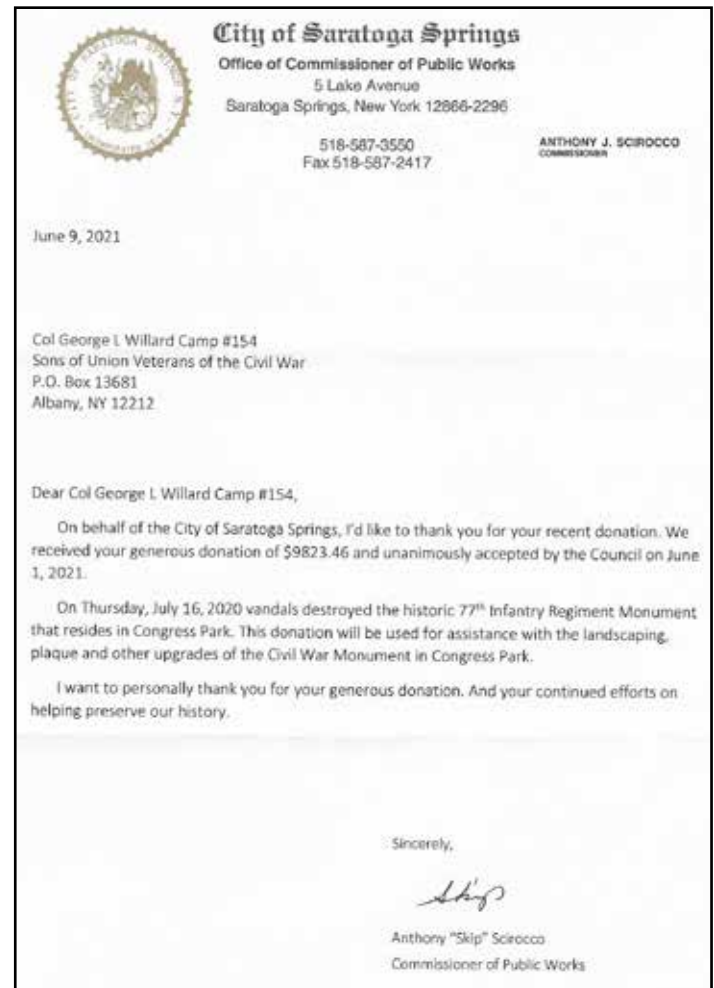 City of Saratoga Springs
Office of Commissioner of Public Works
5 Lake Avenue
Saratoga Springs, New York 12866-2296
518-587-3550
Fax 518-587-2417
ANTHONY J. SCIROCCO
COMMISSIONER
June 9, 2021
Col George L Willard Camp #154
Sons of Union Veterans of the Civil War
P.O. Box 13681
Albany, NY 12212
Dear Col George L Willard Camp #154,
On behalf of the City of Saratoga Springs, I'd like to thank you for your recent donation. We
received your generous donation of $9823.46 and unanimously accepted by the Council on June
1, 2021.
On Thursday, July 16, 2020 vandals destroyed the historic 77th Infantry Regiment Monument
that resides in Congress Park. This donation will be used for assistance with the landscaping,
plaque and other upgrades of the Civil War Monument in Congress Park.
I want to personally thank you for your generous donation. And your continued efforts on
helping preserve our history.
Sincerely,
Skip
Anthony "Skip" Scirocco
Commissioner of Public Works